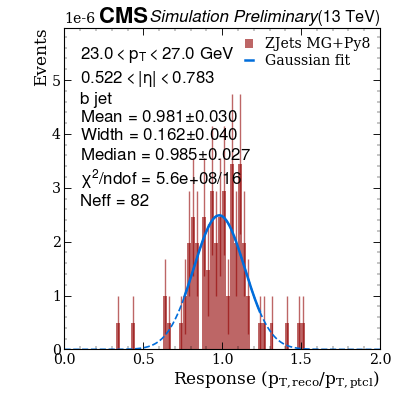 1e-6 CMS Simulation Preliminary (13 TeV)
Events
23.0 < p_T < 27.0 GeV
0.522 < |η| < 0.783
b jet
Mean = 0.981±0.030
Width = 0.162±0.040
Median = 0.985±0.027
χ²/ndof = 5.6e+08/16
Neff = 82
ZJets MG+Py8
Gaussian fit
5
4
3
2
1
0
0.0 0.5 1.0 1.5 2.0
Response (p_T,reco/p_T,ptcl)